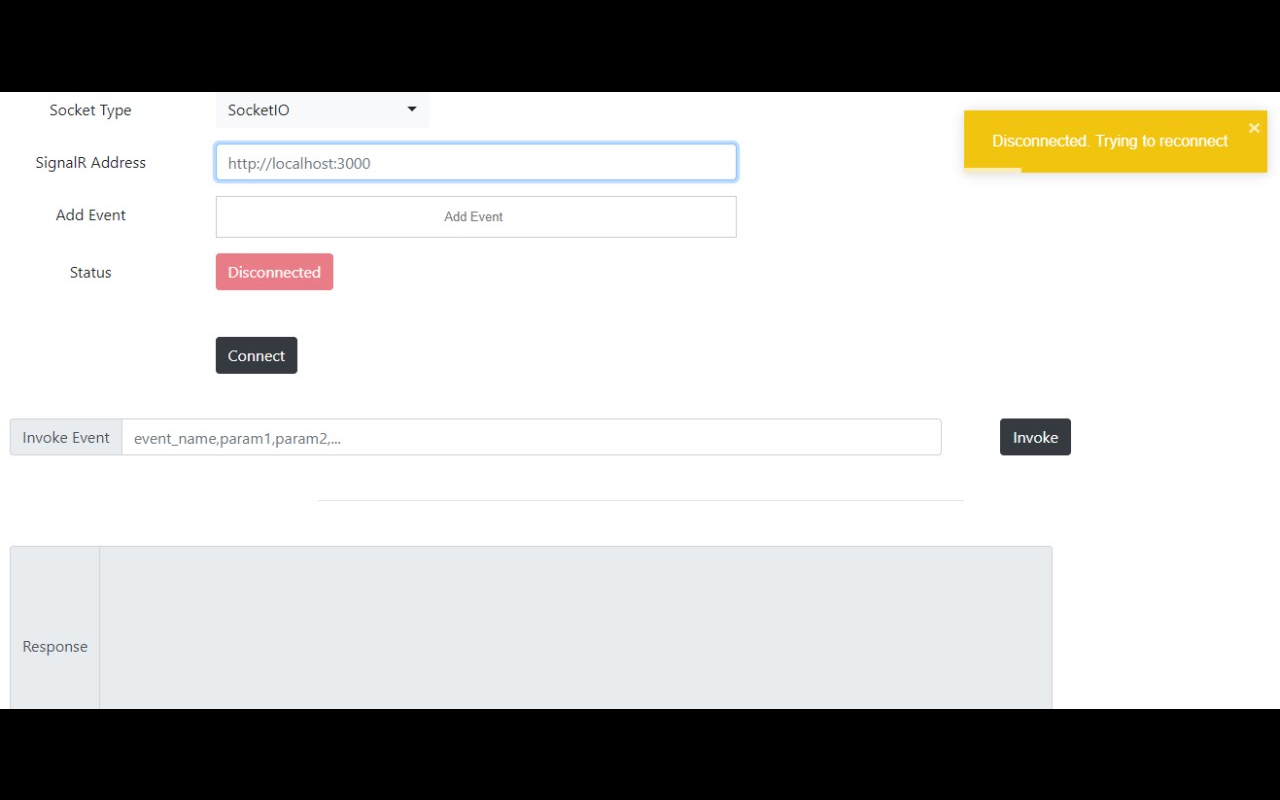 Socket Type
SocketIO
Disconnected. Trying to reconnect
×
SignalR Address
http://localhost:3000
Add Event
Add Event
Status
Disconnected
Connect
Invoke Event
event_name,param1,param2,...
Invoke
Response